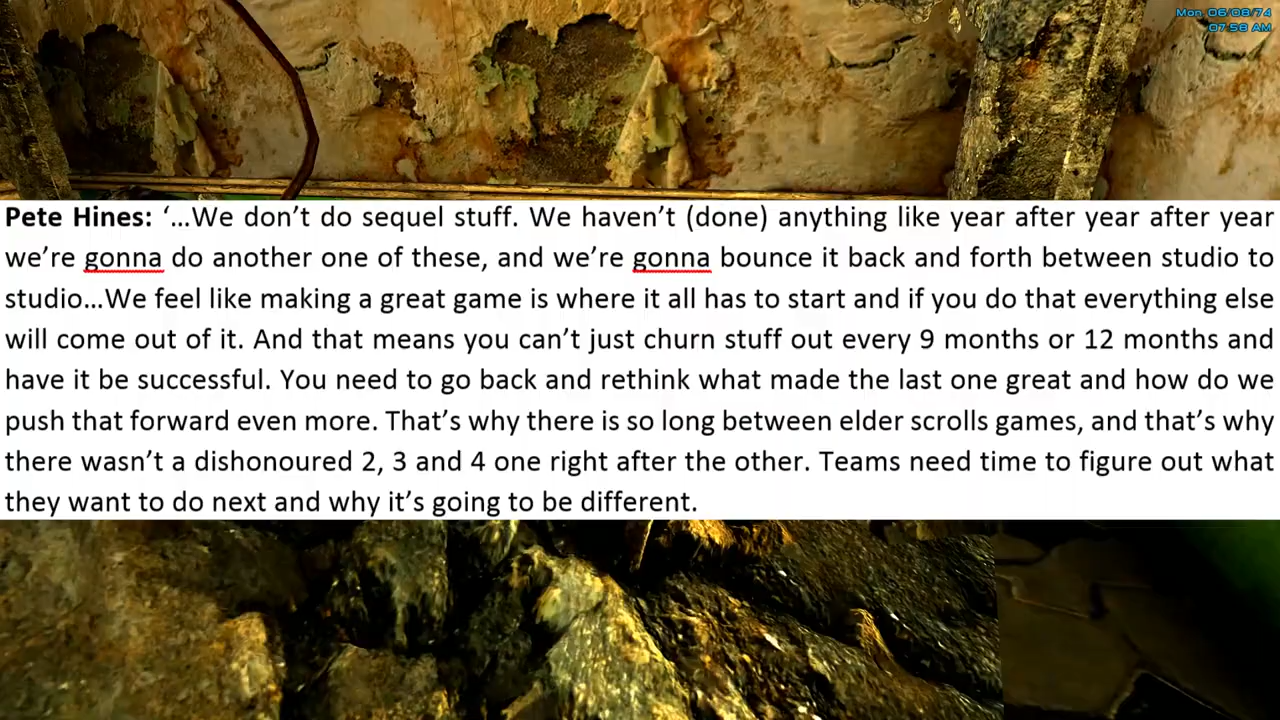 Mon 06/08/74
07:58 AM
Pete Hines: ‘...We don’t do sequel stuff. We haven’t (done) anything like year after year after year
we’re gonna do another one of these, and we’re gonna bounce it back and forth between studio to
studio...We feel like making a great game is where it all has to start and if you do that everything else
will come out of it. And that means you can’t just churn stuff out every 9 months or 12 months and
have it be successful. You need to go back and rethink what made the last one great and how do we
push that forward even more. That’s why there is so long between elder scrolls games, and that’s why
there wasn’t a dishonoured 2, 3 and 4 one right after the other. Teams need time to figure out what
they want to do next and why it’s going to be different.